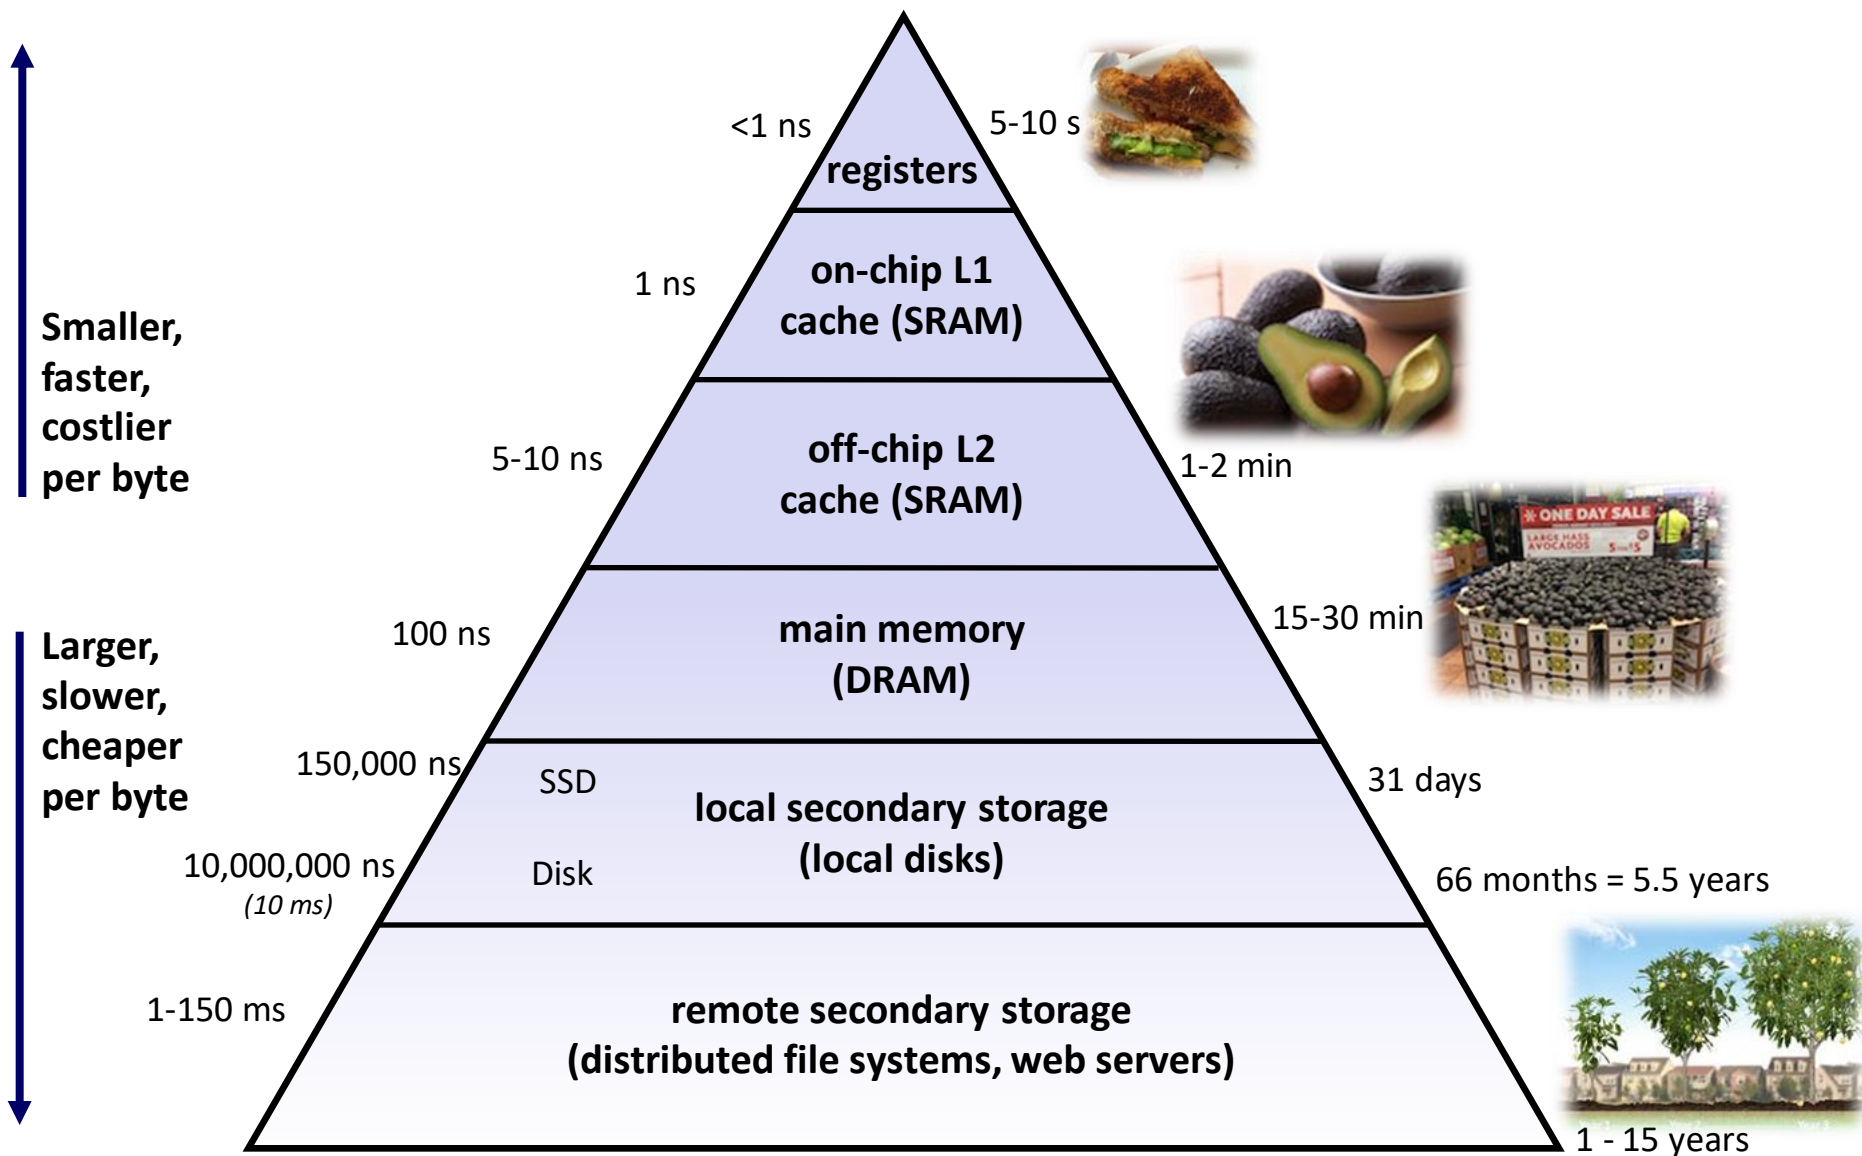 <1 ns
5-10 s
registers
1 ns
on-chip L1
cache (SRAM)
Smaller,
faster,
costlier
per byte
5-10 ns
off-chip L2
cache (SRAM)
1-2 min
ONE DAY SALE
LARGE HASS
AVOCADOS
100 ns
main memory
(DRAM)
15-30 min
Larger,
slower,
cheaper
per byte
150,000 ns
SSD
31 days
local secondary storage
(local disks)
10,000,000 ns
(10 ms)
Disk
66 months = 5.5 years
1-150 ms
remote secondary storage
(distributed file systems, web servers)
1 - 15 years